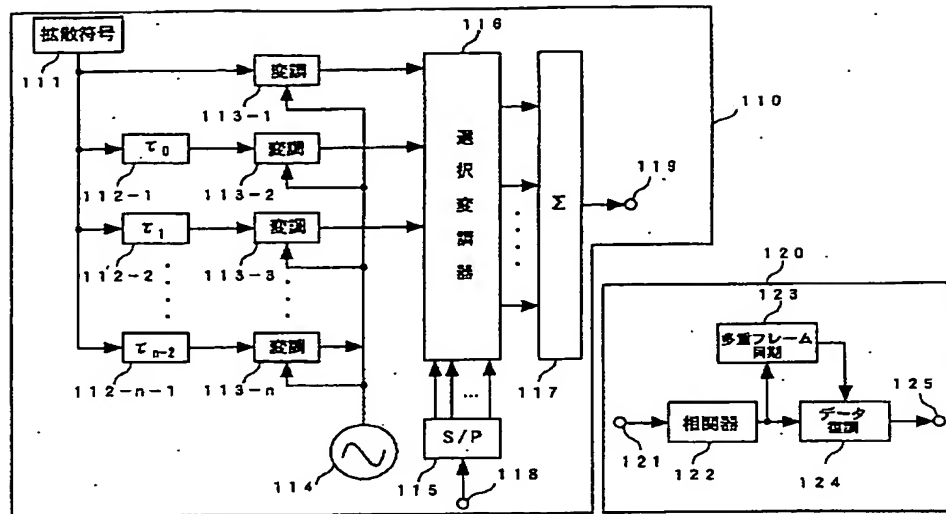 拡散符号
111
変調
113-1
116
110
τ0
112-1
変調
113-2
τ1
112-2
変調
113-3
τn-2
112-n-1
変調
113-n
選択変調器
Σ
117
119
114
S/P
115
118
...
120
123
多重フレーム
同期
121
相関器
122
データ
復調
124
125